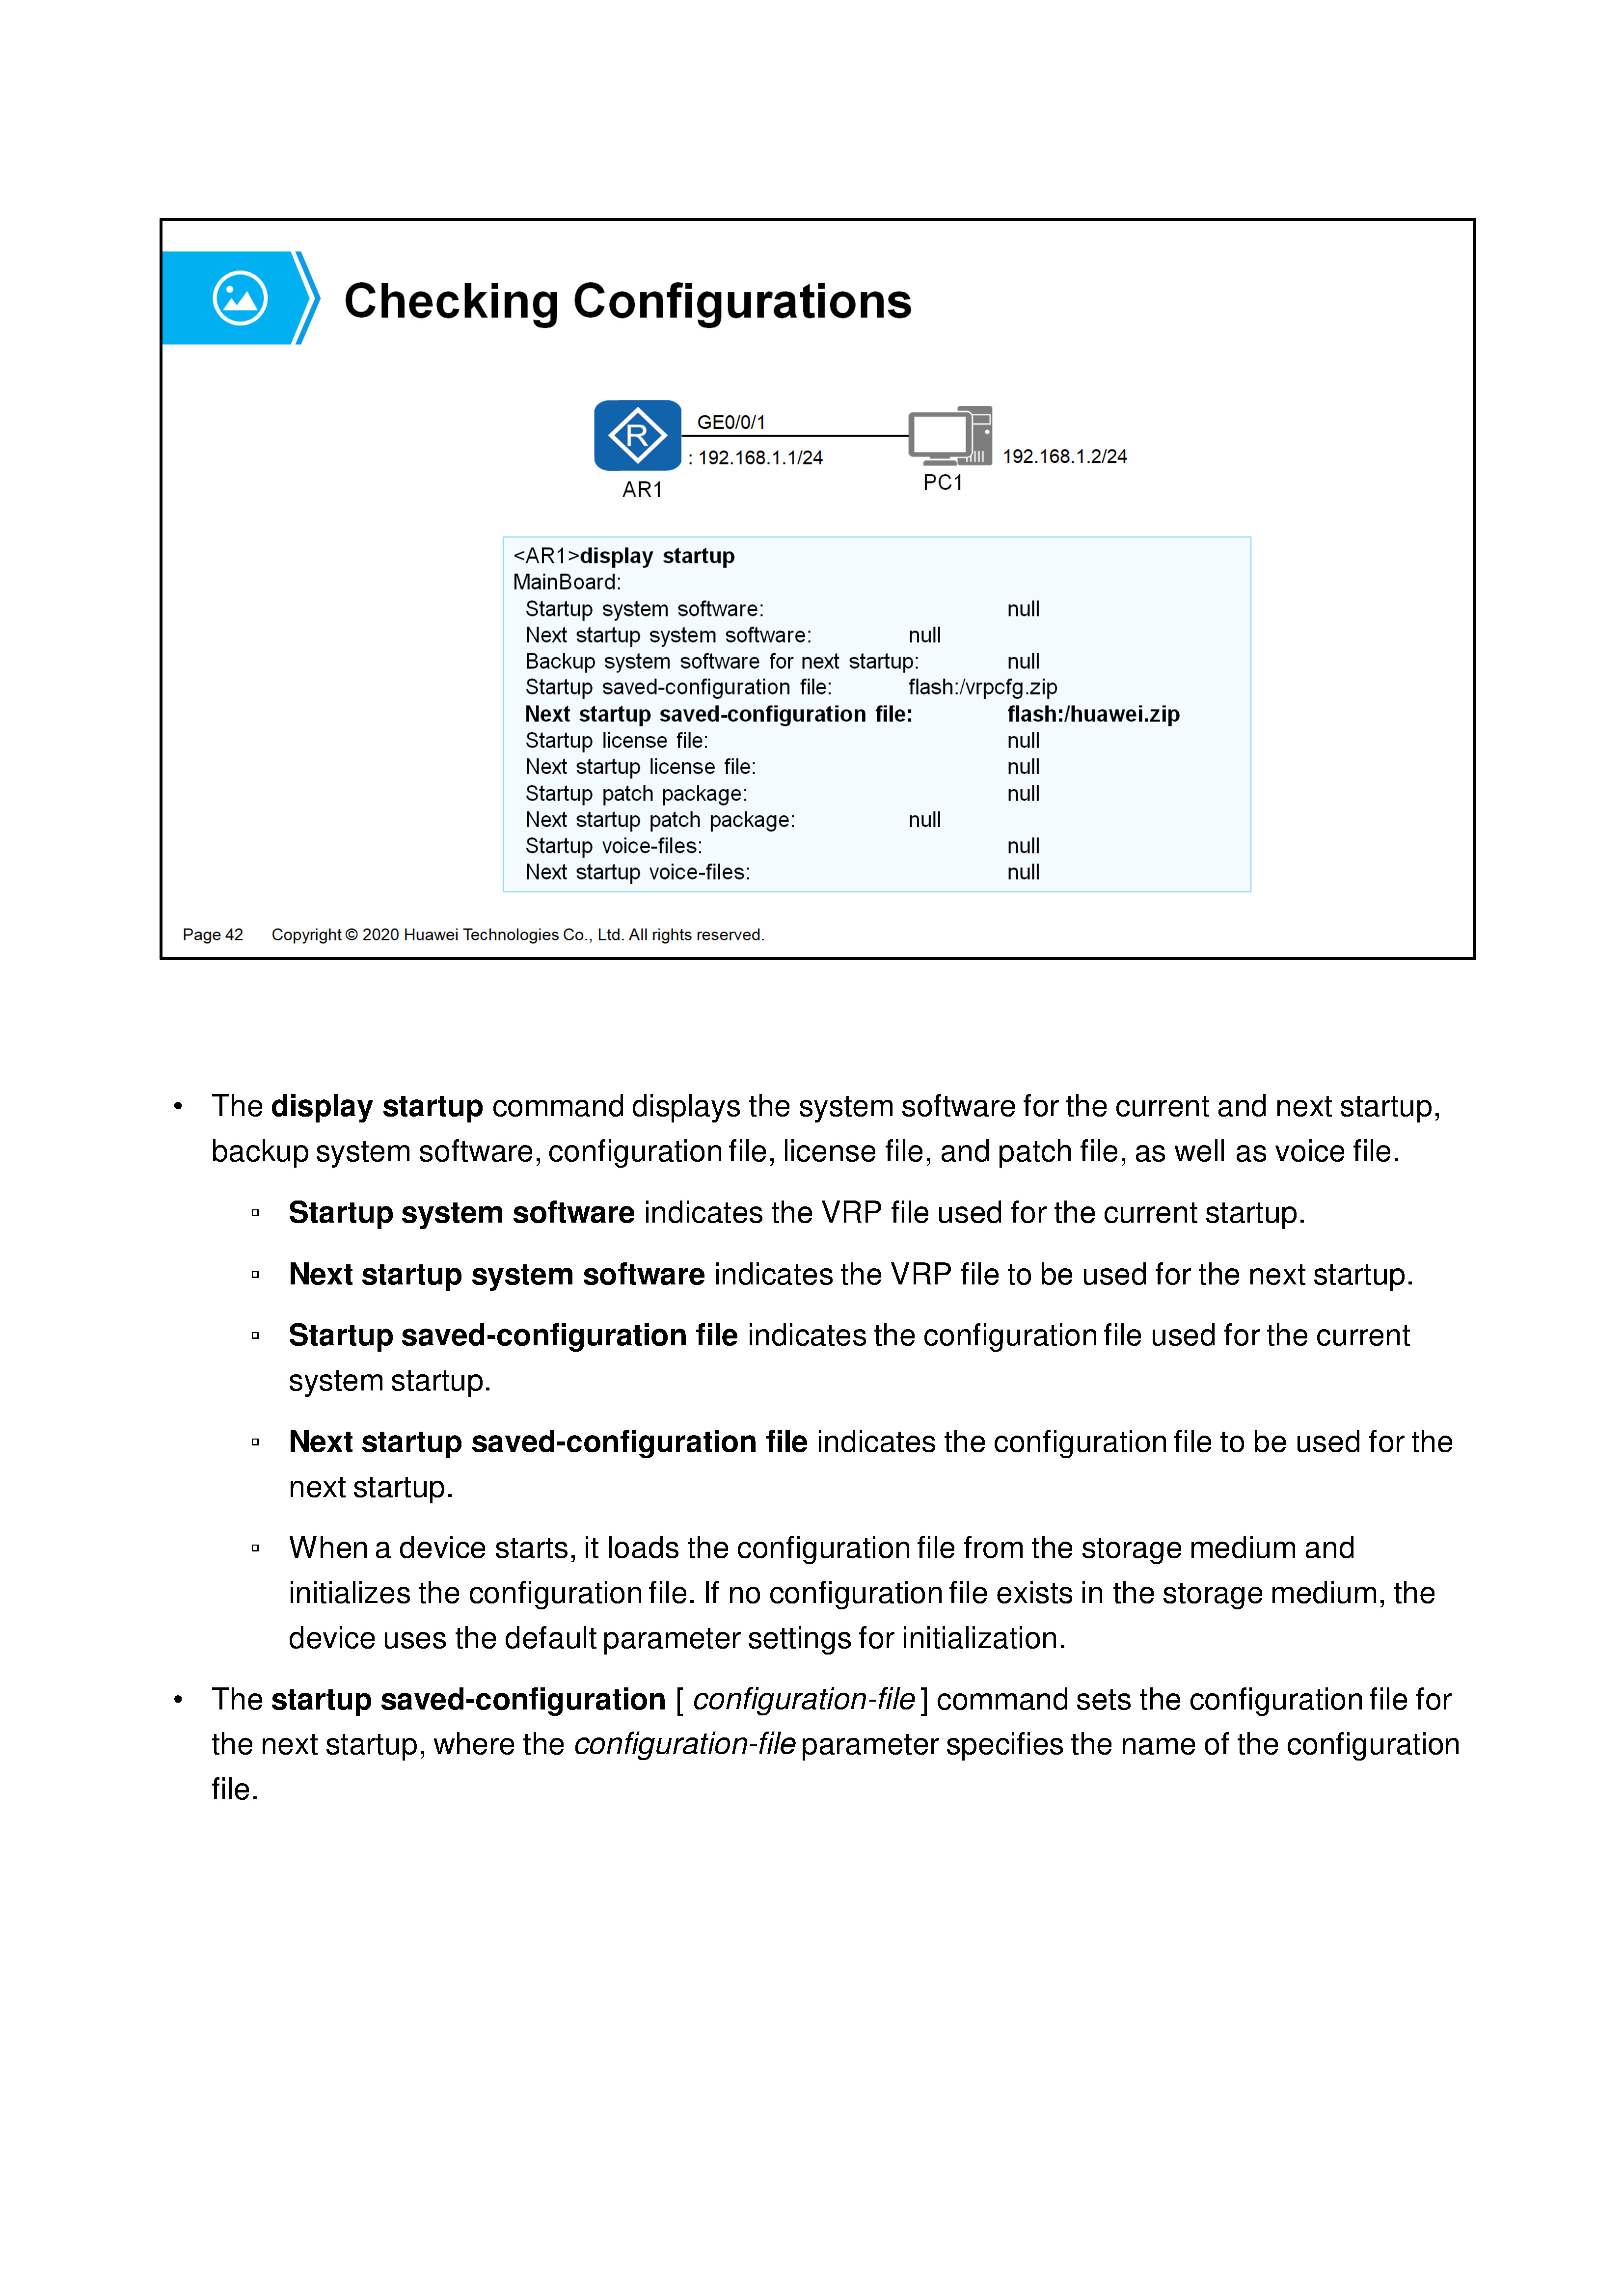 Checking Configurations
GE0/0/1
: 192.168.1.1/24
192.168.1.2/24
AR1
PC1
<AR1>display startup
MainBoard:
Startup system software: null
Next startup system software: null
Backup system software for next startup: null
Startup saved-configuration file: flash:/vrpcfg.zip
Next startup saved-configuration file: flash:/huawei.zip
Startup license file: null
Next startup license file: null
Startup patch package: null
Next startup patch package: null
Startup voice-files: null
Next startup voice-files: null
Page 42 Copyright © 2020 Huawei Technologies Co., Ltd. All rights reserved.
• The display startup command displays the system software for the current and next startup,
backup system software, configuration file, license file, and patch file, as well as voice file.
▫ Startup system software indicates the VRP file used for the current startup.
▫ Next startup system software indicates the VRP file to be used for the next startup.
▫ Startup saved-configuration file indicates the configuration file used for the current
system startup.
▫ Next startup saved-configuration file indicates the configuration file to be used for the
next startup.
▫ When a device starts, it loads the configuration file from the storage medium and
initializes the configuration file. If no configuration file exists in the storage medium, the
device uses the default parameter settings for initialization.
• The startup saved-configuration [ configuration-file ] command sets the configuration file for
the next startup, where the configuration-file parameter specifies the name of the configuration
file.